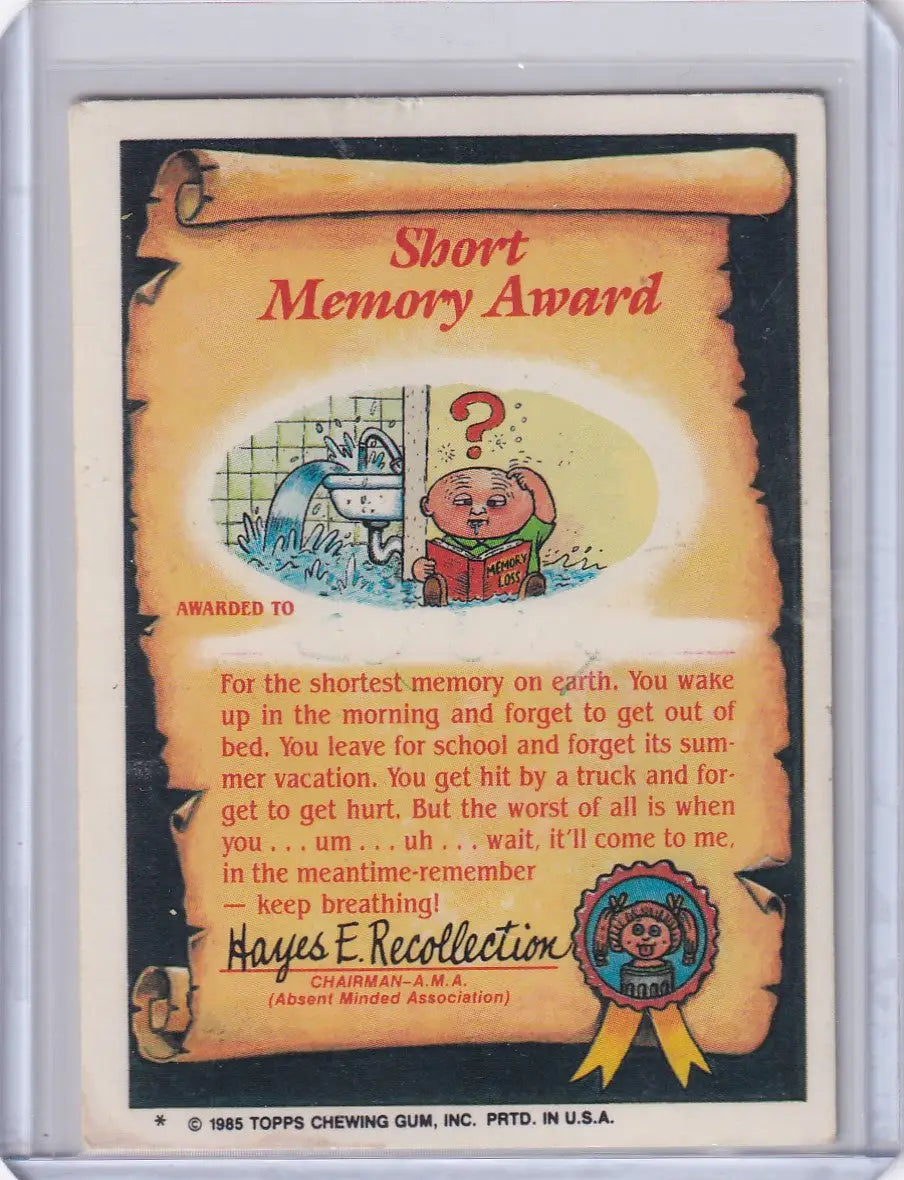 Short
Memory Award
?
MEMORY
LOSS
AWARDED TO
For the shortest memory on earth. You wake
up in the morning and forget to get out of
bed. You leave for school and forget its sum-
mer vacation. You get hit by a truck and for-
get to get hurt. But the worst of all is when
you . . . um . . . uh . . . wait, it'll come to me,
in the meantime-remember
— keep breathing!
Hayes E. Recollection
CHAIRMAN–A.M.A.
(Absent Minded Association)
* © 1985 TOPPS CHEWING GUM, INC. PRTD. IN U.S.A.